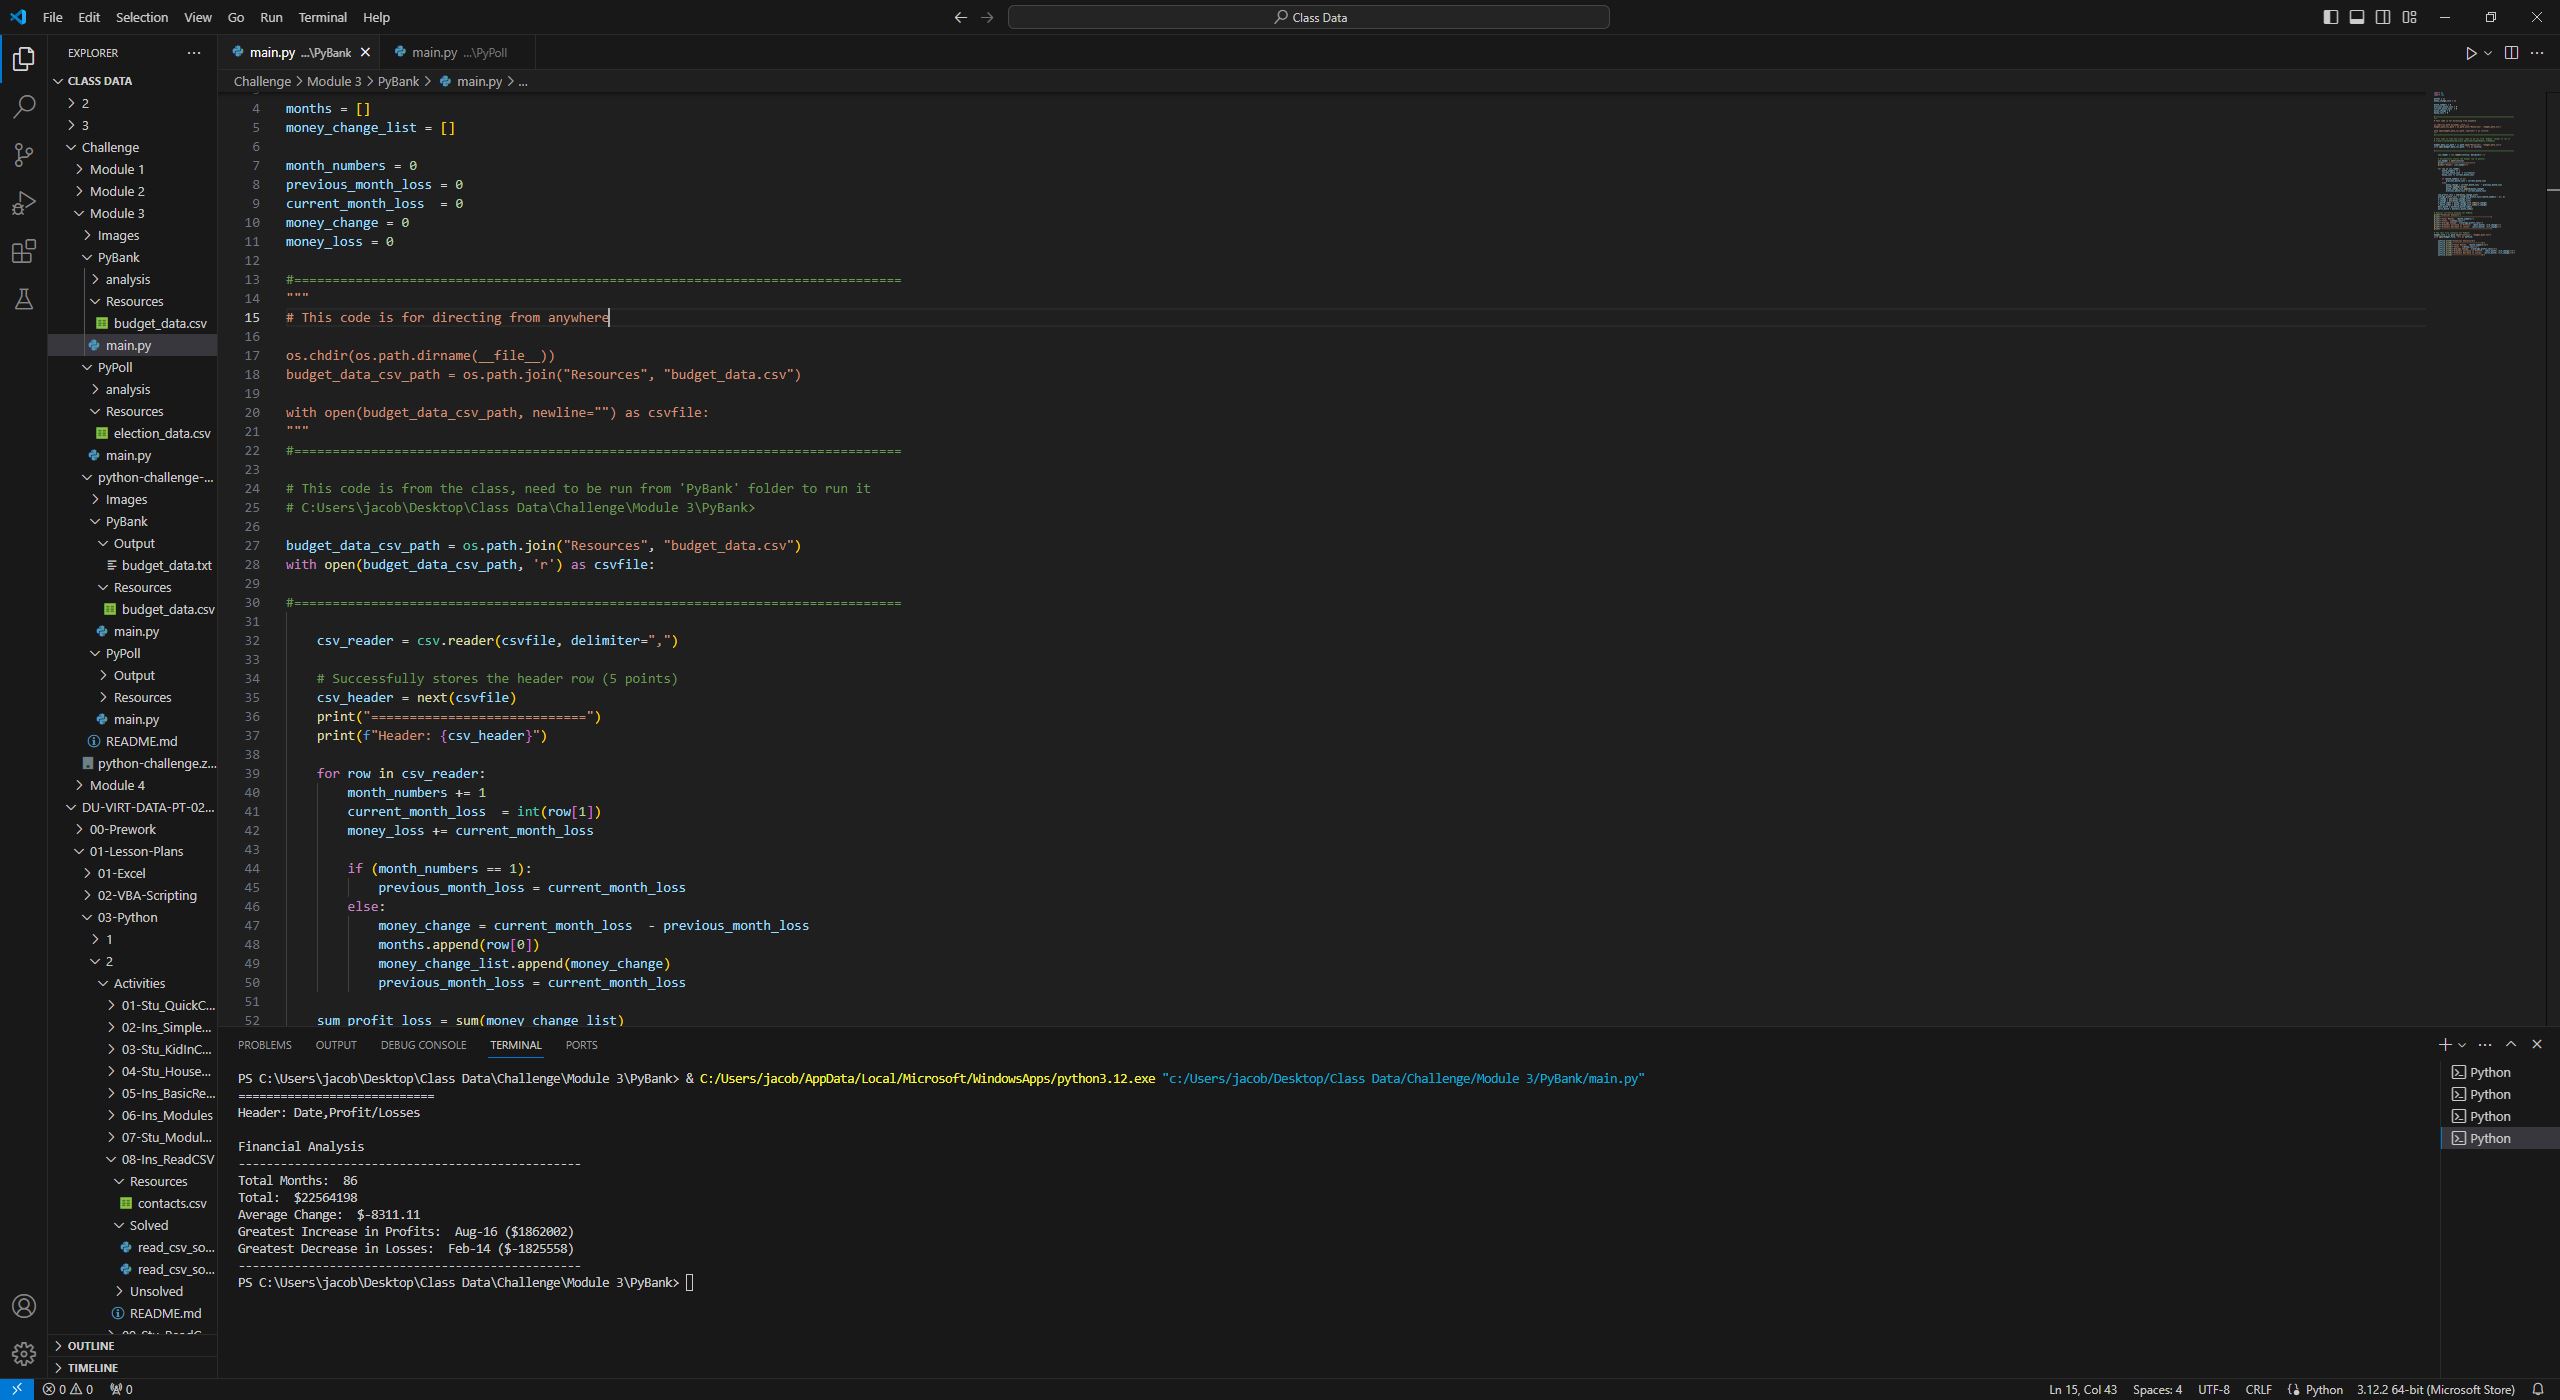 File Edit Selection View Go Run Terminal Help
Class Data
EXPLORER
CLASS DATA
2
3
Challenge
Module 1
Module 2
Module 3
Images
PyBank
analysis
Resources
budget_data.csv
main.py
PyPoll
analysis
Resources
election_data.csv
main.py
python-challenge-...
Images
PyBank
Output
budget_data.txt
Resources
budget_data.csv
main.py
PyPoll
Output
Resources
main.py
README.md
python-challenge.z...
Module 4
DU-VIRT-DATA-PT-02...
00-Prework
01-Lesson-Plans
01-Excel
02-VBA-Scripting
03-Python
1
2
Activities
01-Stu_QuickC...
02-Ins_Simple...
03-Stu_KidInC...
04-Stu_House...
05-Ins_BasicRe...
06-Ins_Modules
07-Stu_Modul...
08-Ins_ReadCSV
Resources
contacts.csv
Solved
read_csv_so...
read_csv_so...
Unsolved
README.md
OUTLINE
TIMELINE
main.py ...\PyBank main.py ...\PyPoll
Challenge > Module 3 > PyBank > main.py > ...
4 months = []
5 money_change_list = []
6
7 month_numbers = 0
8 previous_month_loss = 0
9 current_month_loss  = 0
10 money_change = 0
11 money_loss = 0
12
13 #===============================================================================
14 """
15 # This code is for directing from anywhere
16
17 os.chdir(os.path.dirname(__file__))
18 budget_data_csv_path = os.path.join("Resources", "budget_data.csv")
19
20 with open(budget_data_csv_path, newline="") as csvfile:
21 """
22 #===============================================================================
23
24 # This code is from the class, need to be run from 'PyBank' folder to run it
25 # C:Users\jacob\Desktop\Class Data\Challenge\Module 3\PyBank>
26
27 budget_data_csv_path = os.path.join("Resources", "budget_data.csv")
28 with open(budget_data_csv_path, 'r') as csvfile:
29
30 #===============================================================================
31
32 csv_reader = csv.reader(csvfile, delimiter=",")
33
34 # Successfully stores the header row (5 points)
35 csv_header = next(csvfile)
36 print("============================")
37 print(f"Header: {csv_header}")
38
39 for row in csv_reader:
40 month_numbers += 1
41 current_month_loss  = int(row[1])
42 money_loss += current_month_loss
43
44 if (month_numbers == 1):
45 previous_month_loss = current_month_loss
46 else:
47 money_change = current_month_loss  - previous_month_loss
48 months.append(row[0])
49 money_change_list.append(money_change)
50 previous_month_loss = current_month_loss
51
52 sum_profit_loss = sum(money_change_list)
PROBLEMS OUTPUT DEBUG CONSOLE TERMINAL PORTS
PS C:\Users\jacob\Desktop\Class Data\Challenge\Module 3\PyBank> & C:/Users/jacob/AppData/Local/Microsoft/WindowsApps/python3.12.exe "c:/Users/jacob/Desktop/Class Data/Challenge/Module 3/PyBank/main.py"
============================
Header: Date,Profit/Losses
Financial Analysis
-------------------------------------------------
Total Months:  86
Total:  $22564198
Average Change:  $-8311.11
Greatest Increase in Profits:  Aug-16 ($1862002)
Greatest Decrease in Losses:  Feb-14 ($-1825558)
-------------------------------------------------
PS C:\Users\jacob\Desktop\Class Data\Challenge\Module 3\PyBank>
Python
Python
Python
Python
0 0 0
Ln 15, Col 43 Spaces: 4 UTF-8 CRLF Python 3.12.2 64-bit (Microsoft Store)